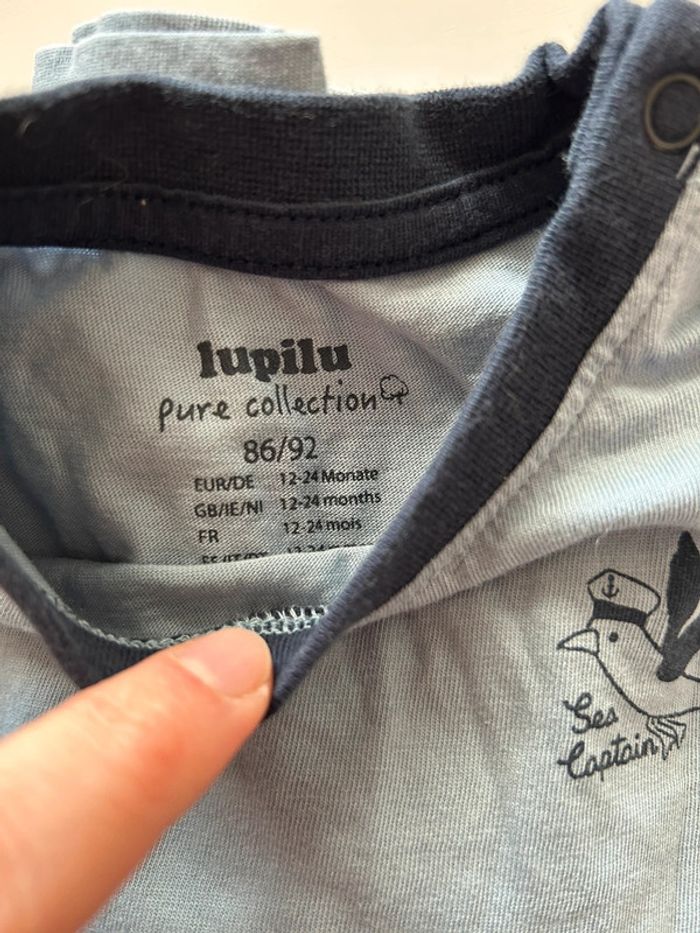 lupilu
pure collection
86/92
EUR/DE 12-24 Monate
GB/IE/NI 12-24 months
FR 12-24 mois
Sea
Captain